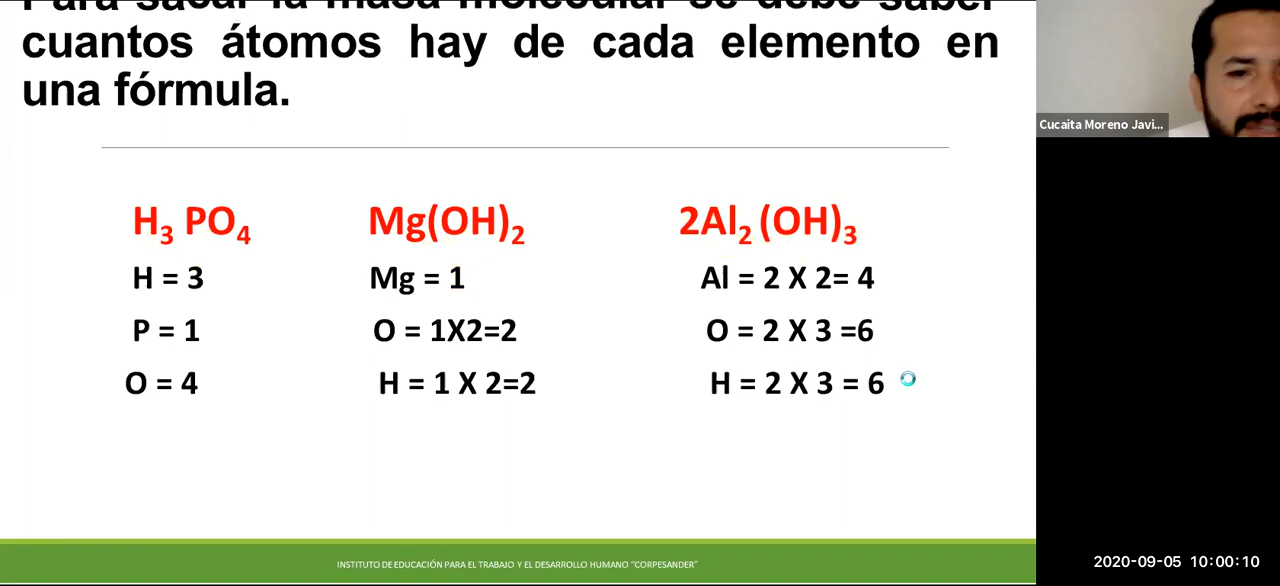 Para sacar la masa molecular se debe saber
cuantos átomos hay de cada elemento en
una fórmula.
H3 PO4
H = 3
P = 1
O = 4
Mg(OH)2
Mg = 1
O = 1X2=2
H = 1 X 2=2
2Al2 (OH)3
Al = 2 X 2= 4
O = 2 X 3 =6
H = 2 X 3 = 6
INSTITUTO DE EDUCACIÓN PARA EL TRABAJO Y EL DESARROLLO HUMANO “CORPESANDER”
Cucaita Moreno Javi...
2020-09-05 10:00:10